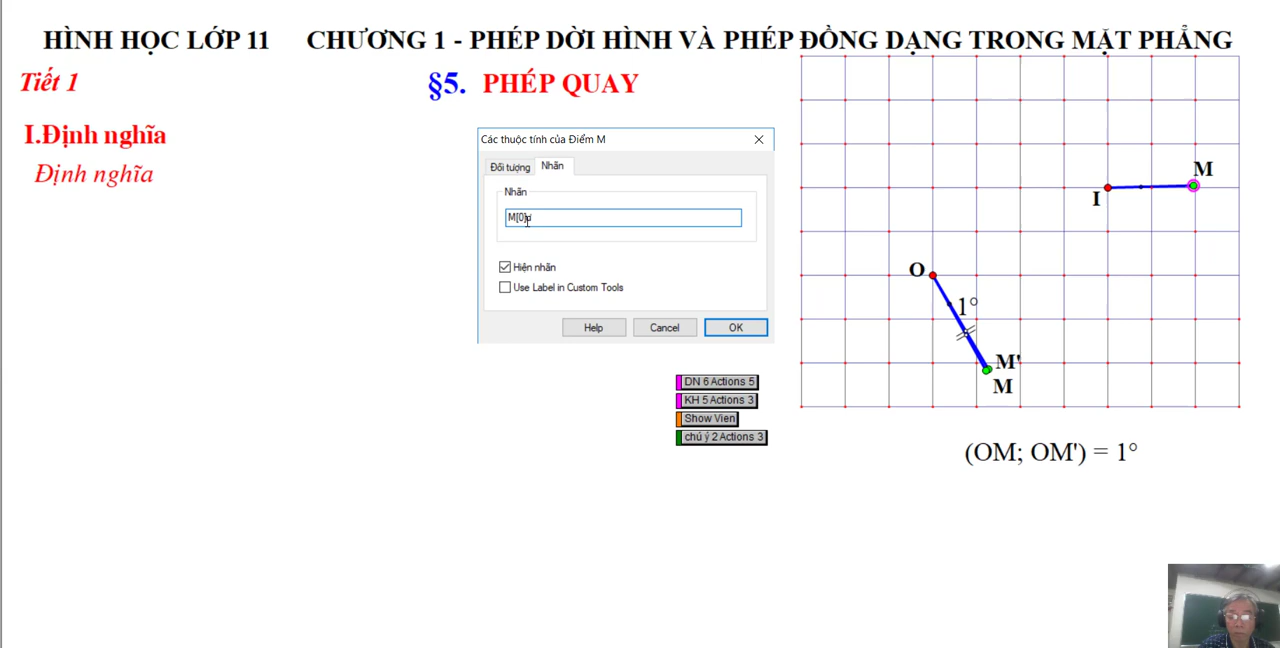 HÌNH HỌC LỚP 11 CHƯƠNG 1 - PHÉP DỜI HÌNH VÀ PHÉP ĐỒNG DẠNG TRONG MẶT PHẲNG
Tiết 1
§5. PHÉP QUAY
I.Định nghĩa
Định nghĩa
Các thuộc tính của Điểm M
Đối tượng
Nhãn
Nhãn
M[0]
Hiện nhãn
Use Label in Custom Tools
Help
Cancel
OK
DN 6 Actions 5
KH 5 Actions 3
Show Vien
chú ý 2 Actions 3
M
I
O
1°
M'
M
(OM; OM') = 1°